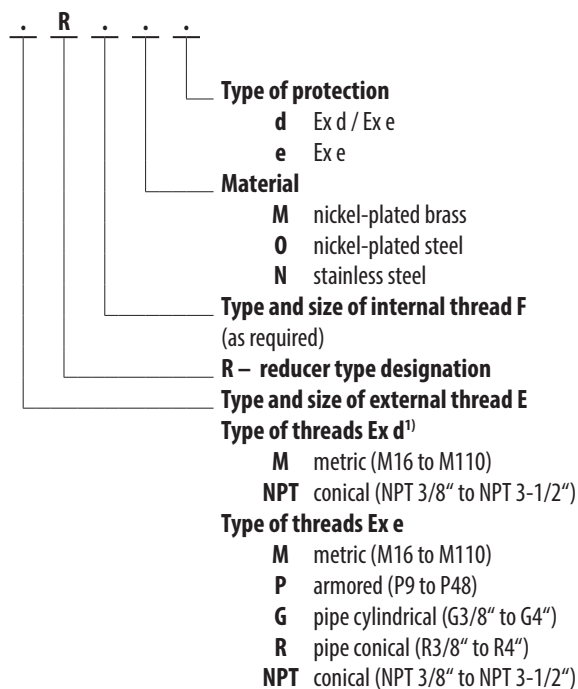 . R . . .
Type of protection
d Ex d / Ex e
e Ex e
Material
M nickel-plated brass
O nickel-plated steel
N stainless steel
Type and size of internal thread F
(as required)
R – reducer type designation
Type and size of external thread E
Type of threads Ex d¹⁾
M metric (M16 to M110)
NPT conical (NPT 3/8“ to NPT 3-1/2“)
Type of threads Ex e
M metric (M16 to M110)
P armored (P9 to P48)
G pipe cylindrical (G3/8“ to G4“)
R pipe conical (R3/8“ to R4“)
NPT conical (NPT 3/8“ to NPT 3-1/2“)